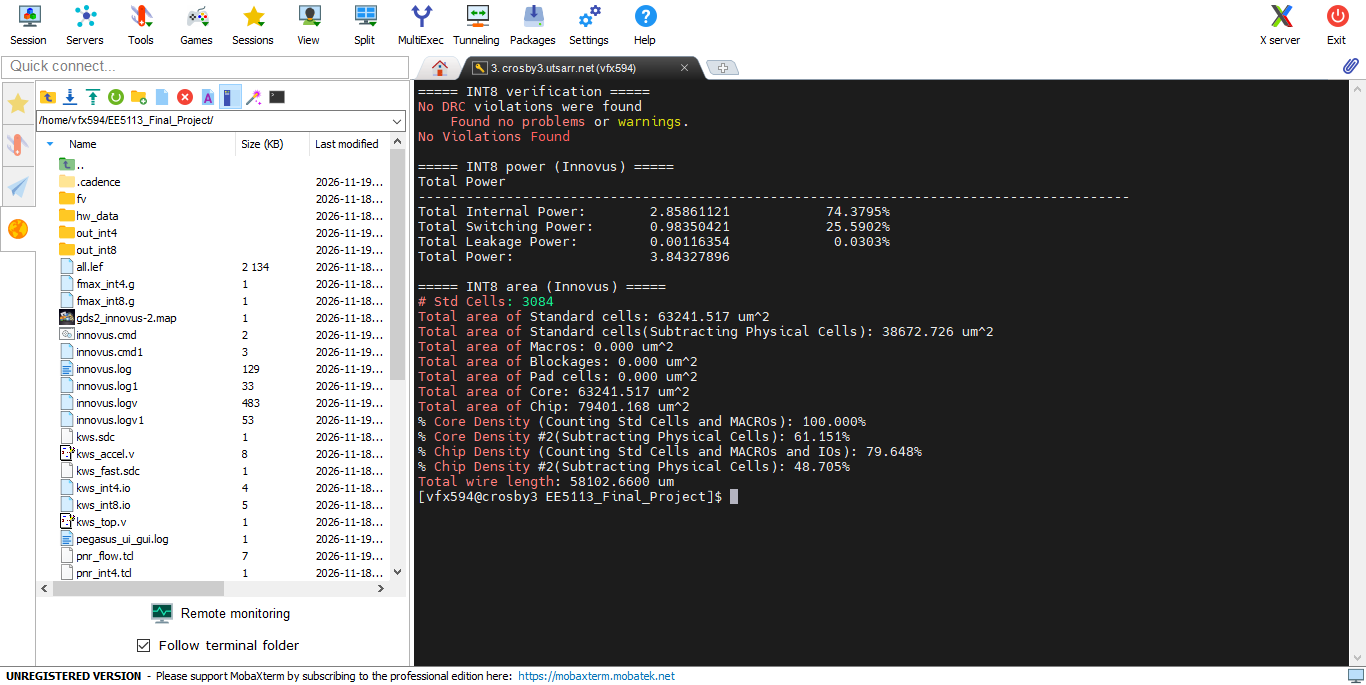 Session Servers Tools Games Sessions View Split MultiExec Tunneling Packages Settings Help X server Exit
Quick connect...
3. crosby3.utsarr.net (vfx594)
/home/vfx594/EE5113_Final_Project/
Name Size (KB) Last modified
..
.cadence 2026-11-19...
fv 2026-11-18...
hw_data 2026-11-18...
out_int4 2026-11-18...
out_int8 2026-11-18...
all.lef 2 134 2026-11-18...
fmax_int4.g 1 2026-11-18...
fmax_int8.g 1 2026-11-18...
gds2_innovus-2.map 1 2026-11-18...
innovus.cmd 2 2026-11-19...
innovus.cmd1 3 2026-11-19...
innovus.log 129 2026-11-19...
innovus.log1 33 2026-11-19...
innovus.logv 483 2026-11-19...
innovus.logv1 53 2026-11-19...
kws.sdc 1 2026-11-18...
kws_accel.v 8 2026-11-18...
kws_fast.sdc 1 2026-11-18...
kws_int4.io 4 2026-11-18...
kws_int8.io 5 2026-11-18...
kws_top.v 1 2026-11-18...
pegasus_ui_gui.log 1 2026-11-19...
pnr_flow.tcl 7 2026-11-19...
pnr_int4.tcl 1 2026-11-18...
Remote monitoring
Follow terminal folder
===== INT8 verification =====
No DRC violations were found
Found no problems or warnings.
No Violations Found
===== INT8 power (Innovus) =====
Total Power
-----------------------------------------------------------------------------------------
Total Internal Power: 2.85861121 74.3795%
Total Switching Power: 0.98350421 25.5902%
Total Leakage Power: 0.00116354 0.0303%
Total Power: 3.84327896
===== INT8 area (Innovus) =====
# Std Cells: 3084
Total area of Standard cells: 63241.517 um^2
Total area of Standard cells(Subtracting Physical Cells): 38672.726 um^2
Total area of Macros: 0.000 um^2
Total area of Blockages: 0.000 um^2
Total area of Pad cells: 0.000 um^2
Total area of Core: 63241.517 um^2
Total area of Chip: 79401.168 um^2
% Core Density (Counting Std Cells and MACROs): 100.000%
% Core Density #2(Subtracting Physical Cells): 61.151%
% Chip Density (Counting Std Cells and MACROs and IOs): 79.648%
% Chip Density #2(Subtracting Physical Cells): 48.705%
Total wire length: 58102.6600 um
[vfx594@crosby3 EE5113_Final_Project]$
UNREGISTERED VERSION - Please support MobaXterm by subscribing to the professional edition here: https://mobaxterm.mobatek.net